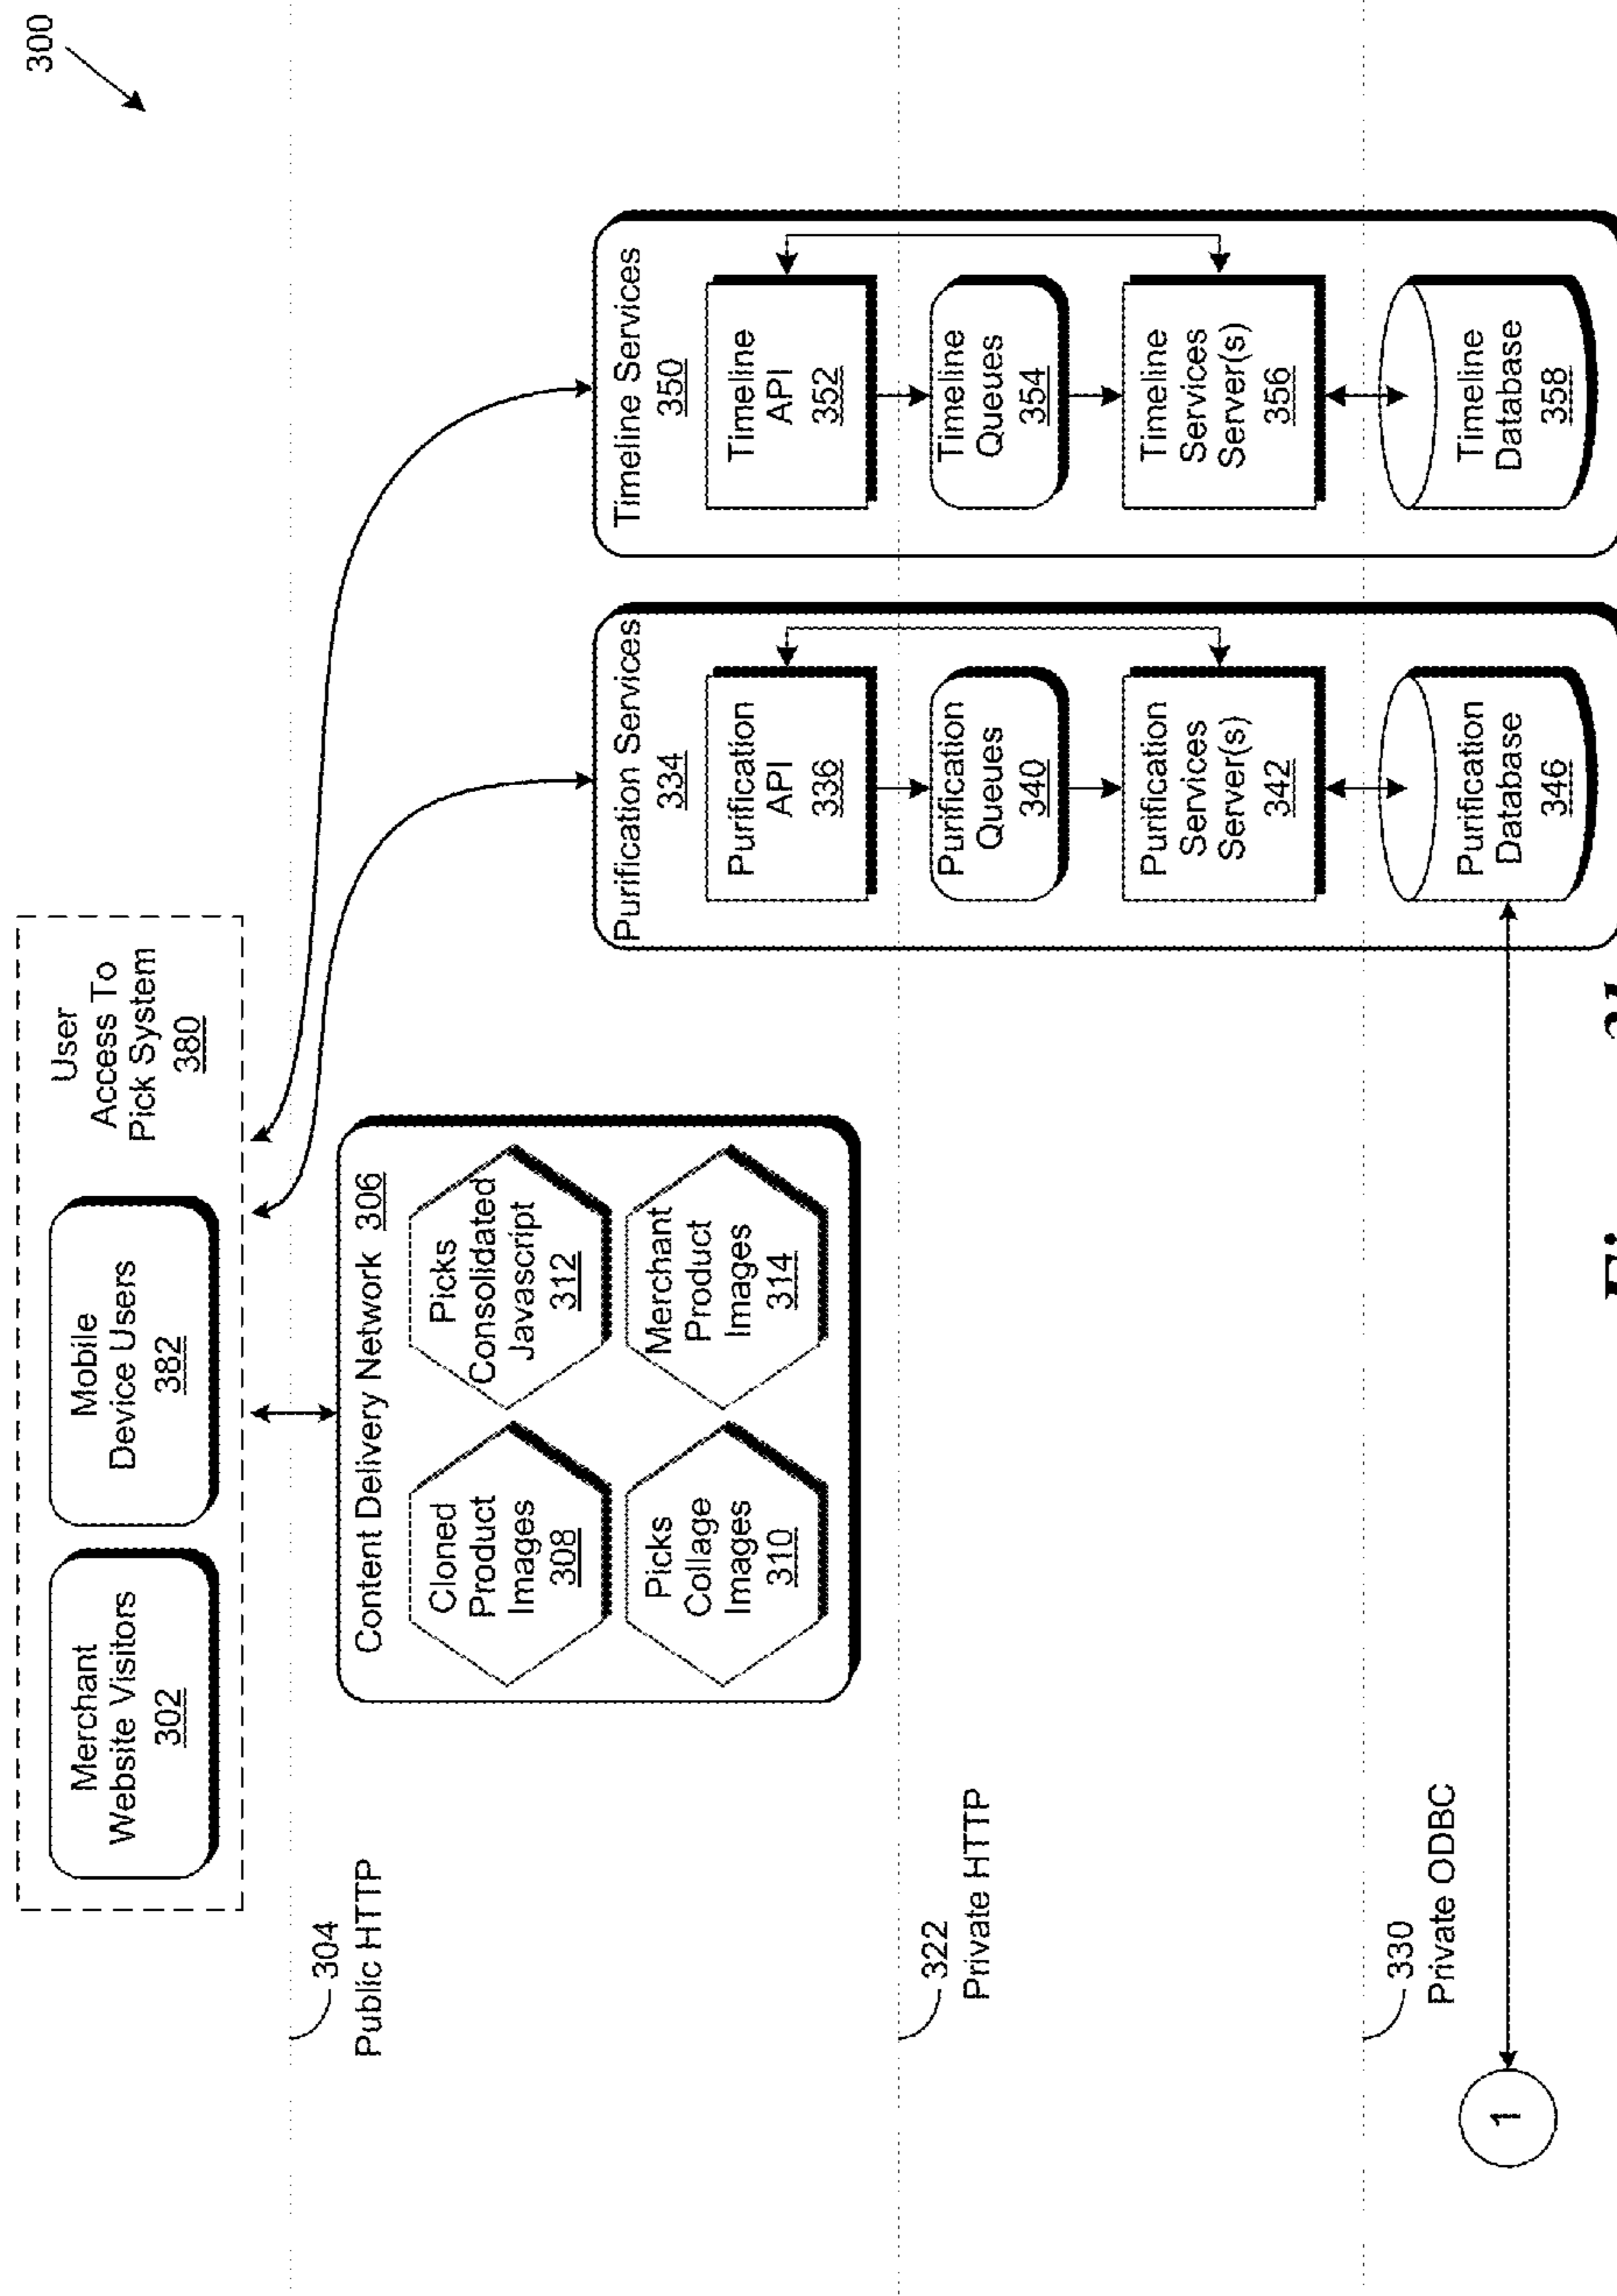 300
User
Access To
Pick System
380
Merchant
Website Visitors
302
Mobile
Device Users
382
304
Public HTTP
Content Delivery Network 306
Cloned
Product
Images
308
Picks
Consolidated
Javascript
312
Picks
Collage
Images
310
Merchant
Product
Images
314
Purification Services
334
Purification
API
336
Purification
Queues
340
Purification
Services
Server(s)
342
Purification
Database
346
Timeline Services
350
Timeline
API
352
Timeline
Queues
354
Timeline
Services
Server(s)
356
Timeline
Database
358
322
Private HTTP
330
Private ODBC
1